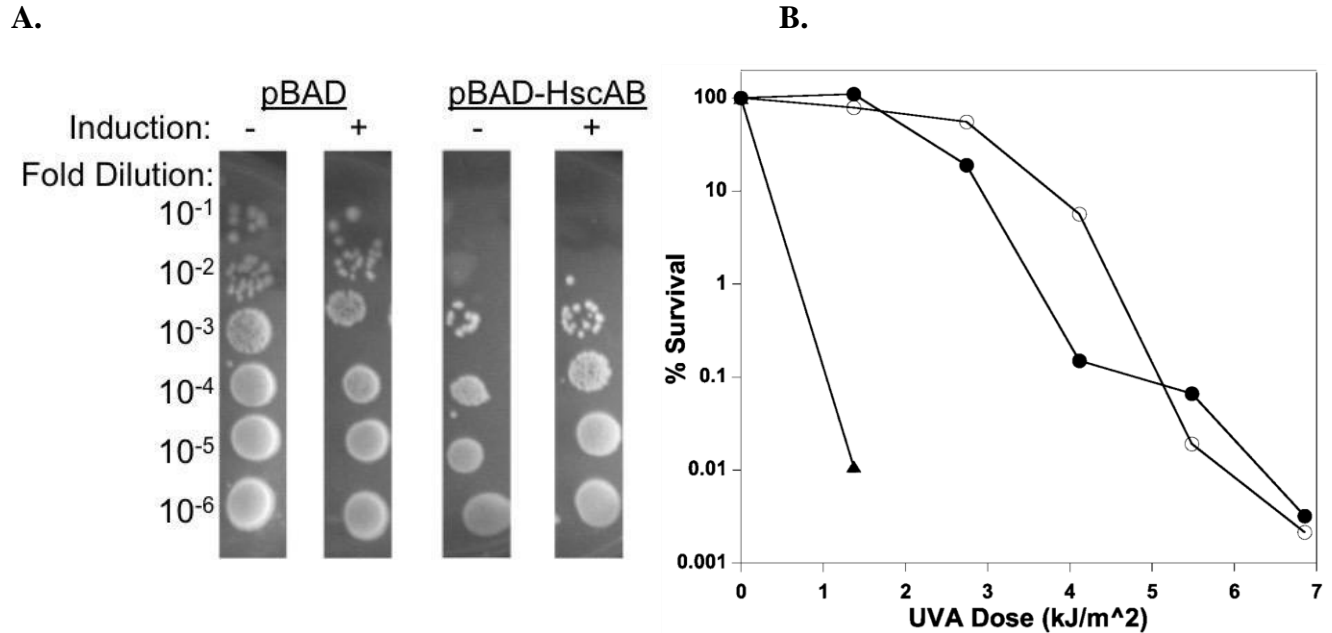 A.
B.
pBAD pBAD-HscAB
Induction: - + - +
Fold Dilution:
10-1
10-2
10-3
10-4
10-5
10-6
100
10
1
0.1
0.01
0.001
% Survival
0 1 2 3 4 5 6 7
UVA Dose (kJ/m^2)